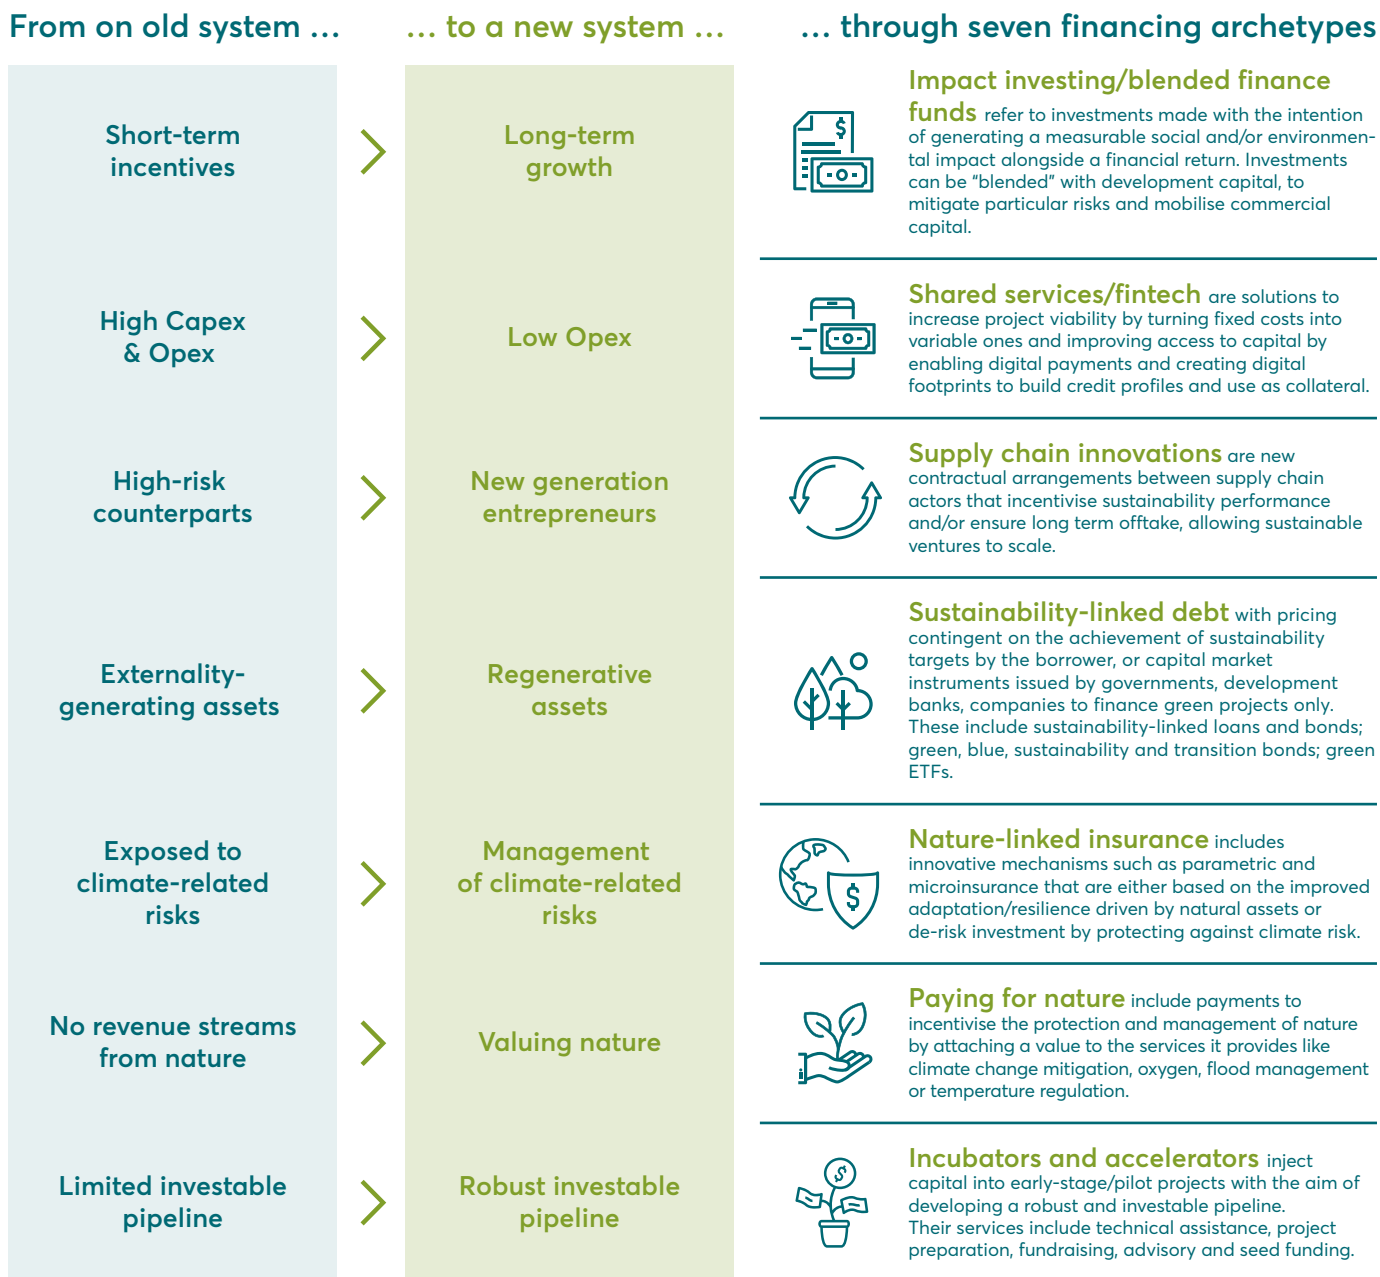 From on old system ...
... to a new system ...
... through seven financing archetypes
Short-term
incentives
Long-term
growth
Impact investing/blended finance
funds refer to investments made with the intention
of generating a measurable social and/or environmen-
tal impact alongside a financial return. Investments
can be "blended" with development capital, to
mitigate particular risks and mobilise commercial
capital.
High Capex
& Opex
Low Opex
Shared services/fintech are solutions to
increase project viability by turning fixed costs into
variable ones and improving access to capital by
enabling digital payments and creating digital
footprints to build credit profiles and use as collateral.
High-risk
counterparts
New generation
entrepreneurs
Supply chain innovations are new
contractual arrangements between supply chain
actors that incentivise sustainability performance
and/or ensure long term offtake, allowing sustainable
ventures to scale.
Externality-
generating assets
Regenerative
assets
Sustainability-linked debt with pricing
contingent on the achievement of sustainability
targets by the borrower, or capital market
instruments issued by governments, development
banks, companies to finance green projects only.
These include sustainability-linked loans and bonds;
green, blue, sustainability and transition bonds; green
ETFs.
Exposed to
climate-related
risks
Management
of climate-related
risks
$
Nature-linked insurance includes
innovative mechanisms such as parametric and
microinsurance that are either based on the improved
adaptation/resilience driven by natural assets or
de-risk investment by protecting against climate risk.
No revenue streams
from nature
Valuing nature
Paying for nature include payments to
incentivise the protection and management of nature
by attaching a value to the services it provides like
climate change mitigation, oxygen, flood management
or temperature regulation.
Limited investable
pipeline
Robust investable
pipeline
$
Incubators and accelerators inject
capital into early-stage/pilot projects with the aim of
developing a robust and investable pipeline.
Their services include technical assistance, project
preparation, fundraising, advisory and seed funding.